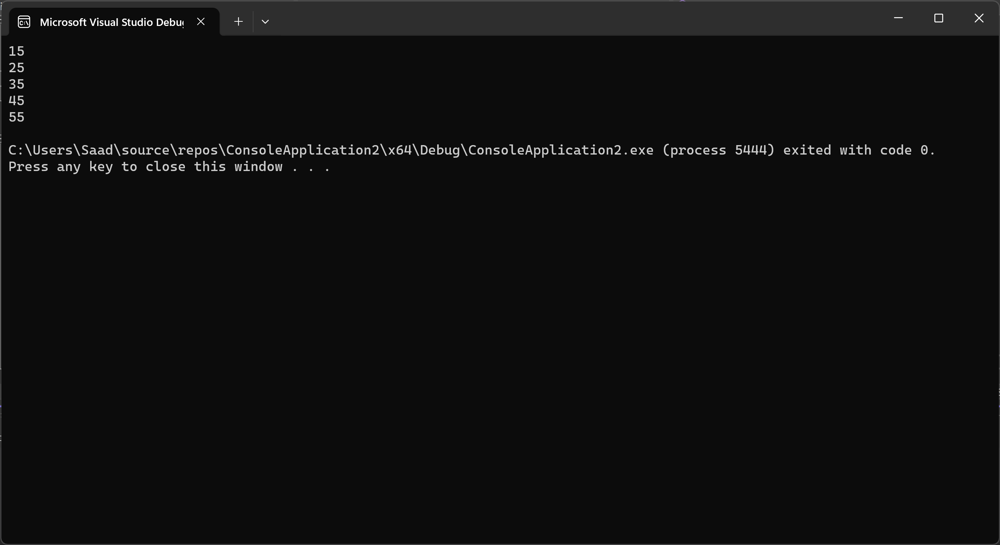 Microsoft Visual Studio Debu
15
25
35
45
55
C:\Users\Saad\source\repos\ConsoleApplication2\x64\Debug\ConsoleApplication2.exe (process 5444) exited with code 0.
Press any key to close this window . . .